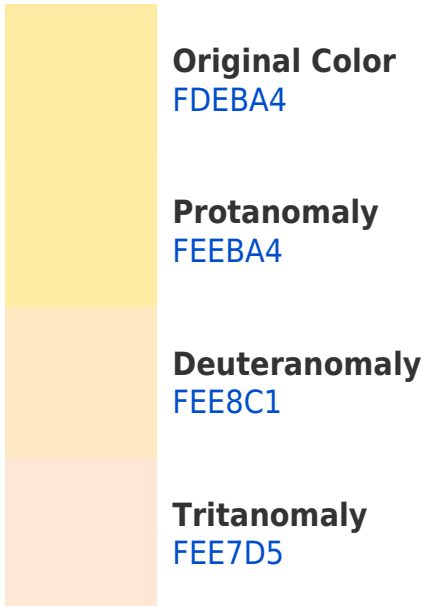 Original Color
FDEBA4
Protanomaly
FEEBA4
Deuteranomaly
FEE8C1
Tritanomaly
FEE7D5